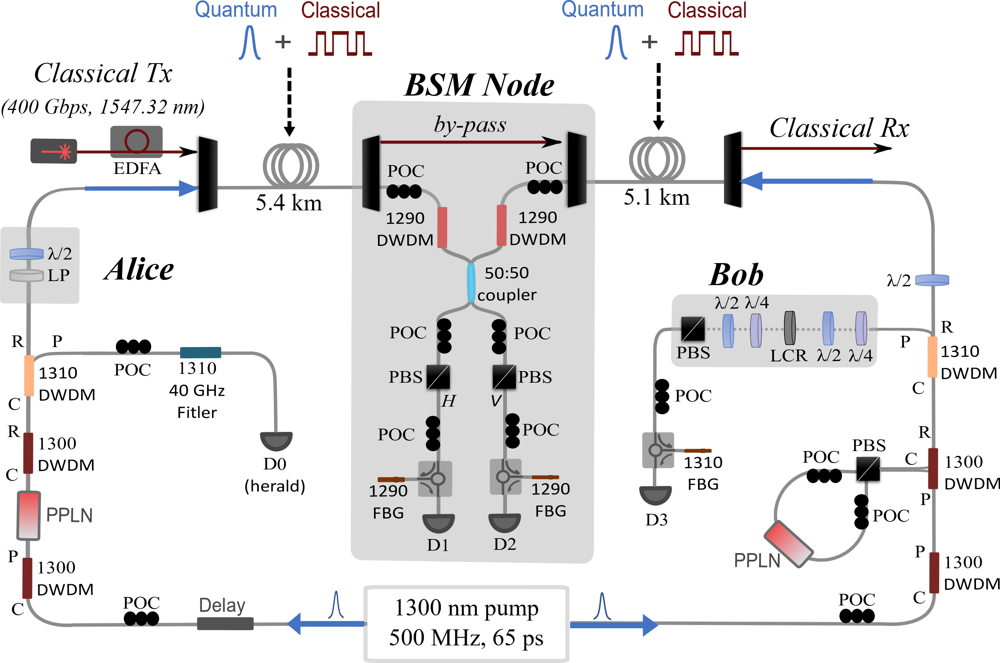 Quantum
Classical
+
Quantum
Classical
+
Classical Tx
(400 Gbps, 1547.32 nm)
EDFA
5.4 km
BSM Node
by-pass
POC
POC
1290
DWDM
1290
DWDM
50:50
coupler
POC
POC
PBS
PBS
H
V
POC
POC
1290
FBG
1290
FBG
D1
D2
5.1 km
Classical Rx
λ/2
LP
Alice
R
P
POC
1310
DWDM
1310
40 GHz
Fitler
C
R
1300
DWDM
C
D0
(herald)
PPLN
P
1300
DWDM
C
POC
Delay
1300 nm pump
500 MHz, 65 ps
Bob
λ/2
λ/2
λ/4
PBS
LCR
λ/2
λ/4
R
P
1310
DWDM
C
POC
1310
FBG
D3
R
PBS
POC
C
1300
DWDM
P
POC
PPLN
P
1300
DWDM
C
POC